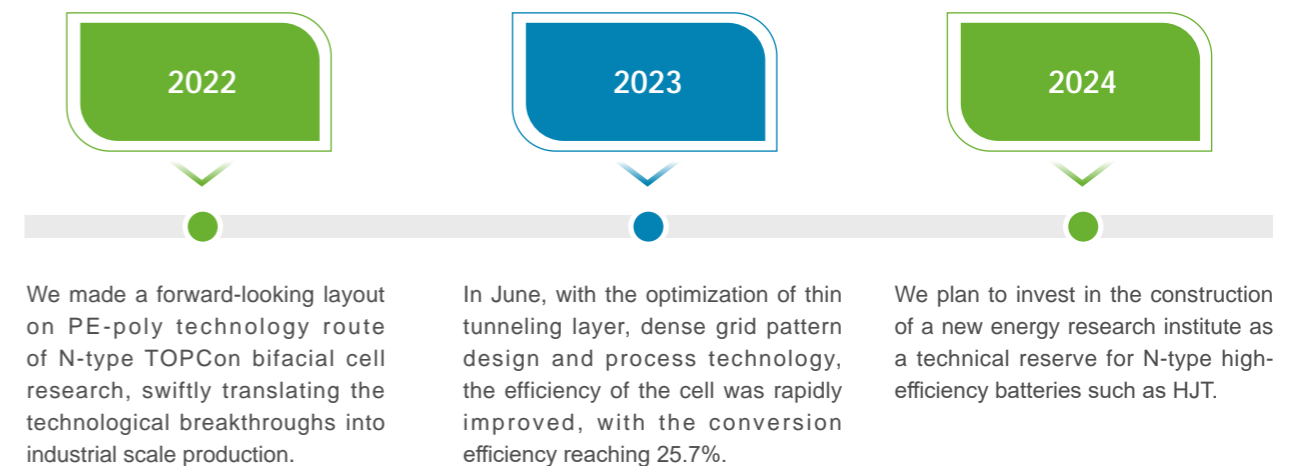 2022
We made a forward-looking layout
on PE-poly technology route
of N-type TOPCon bifacial cell
research, swiftly translating the
technological breakthroughs into
industrial scale production.
2023
In June, with the optimization of thin
tunneling layer, dense grid pattern
design and process technology,
the efficiency of the cell was rapidly
improved, with the conversion
efficiency reaching 25.7%.
2024
We plan to invest in the construction
of a new energy research institute as
a technical reserve for N-type high-
efficiency batteries such as HJT.